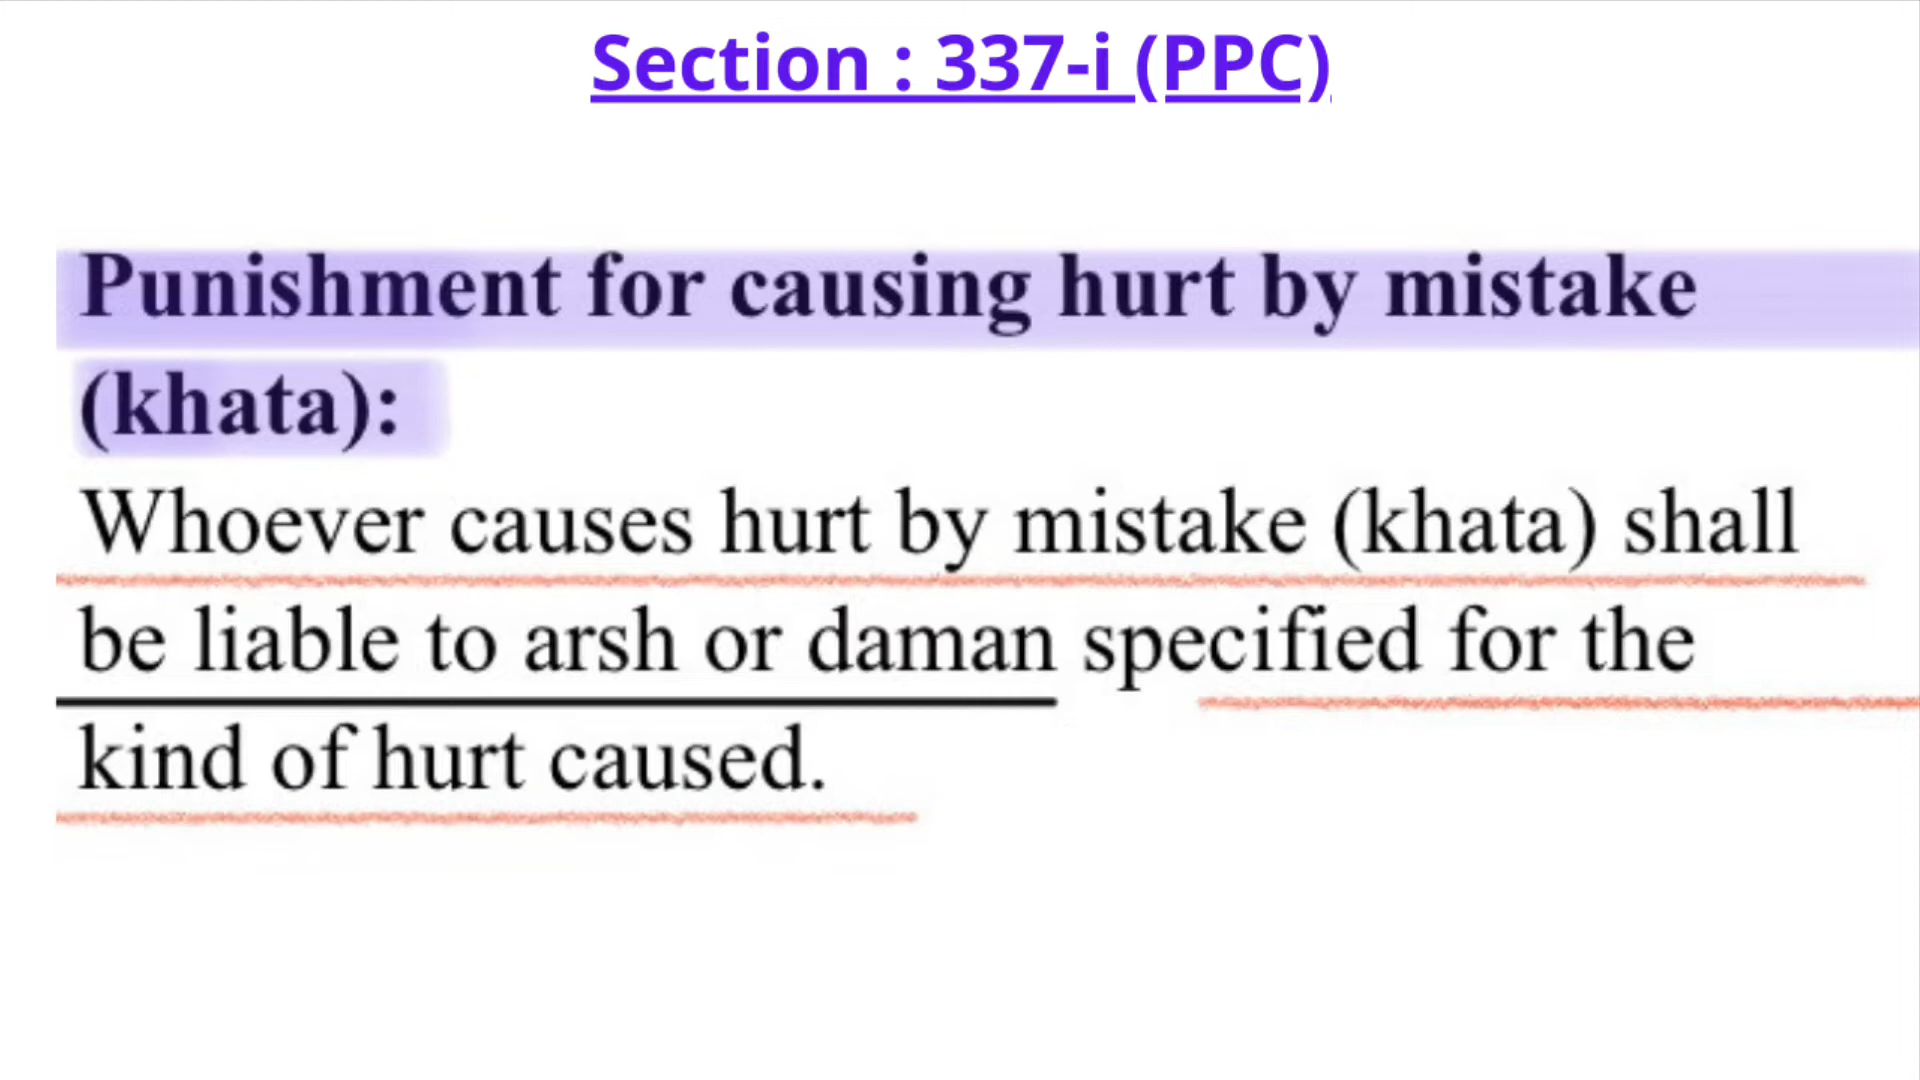 Section : 337-i (PPC)
Punishment for causing hurt by mistake
(khata):
Whoever causes hurt by mistake (khata) shall
be liable to arsh or daman specified for the
kind of hurt caused.